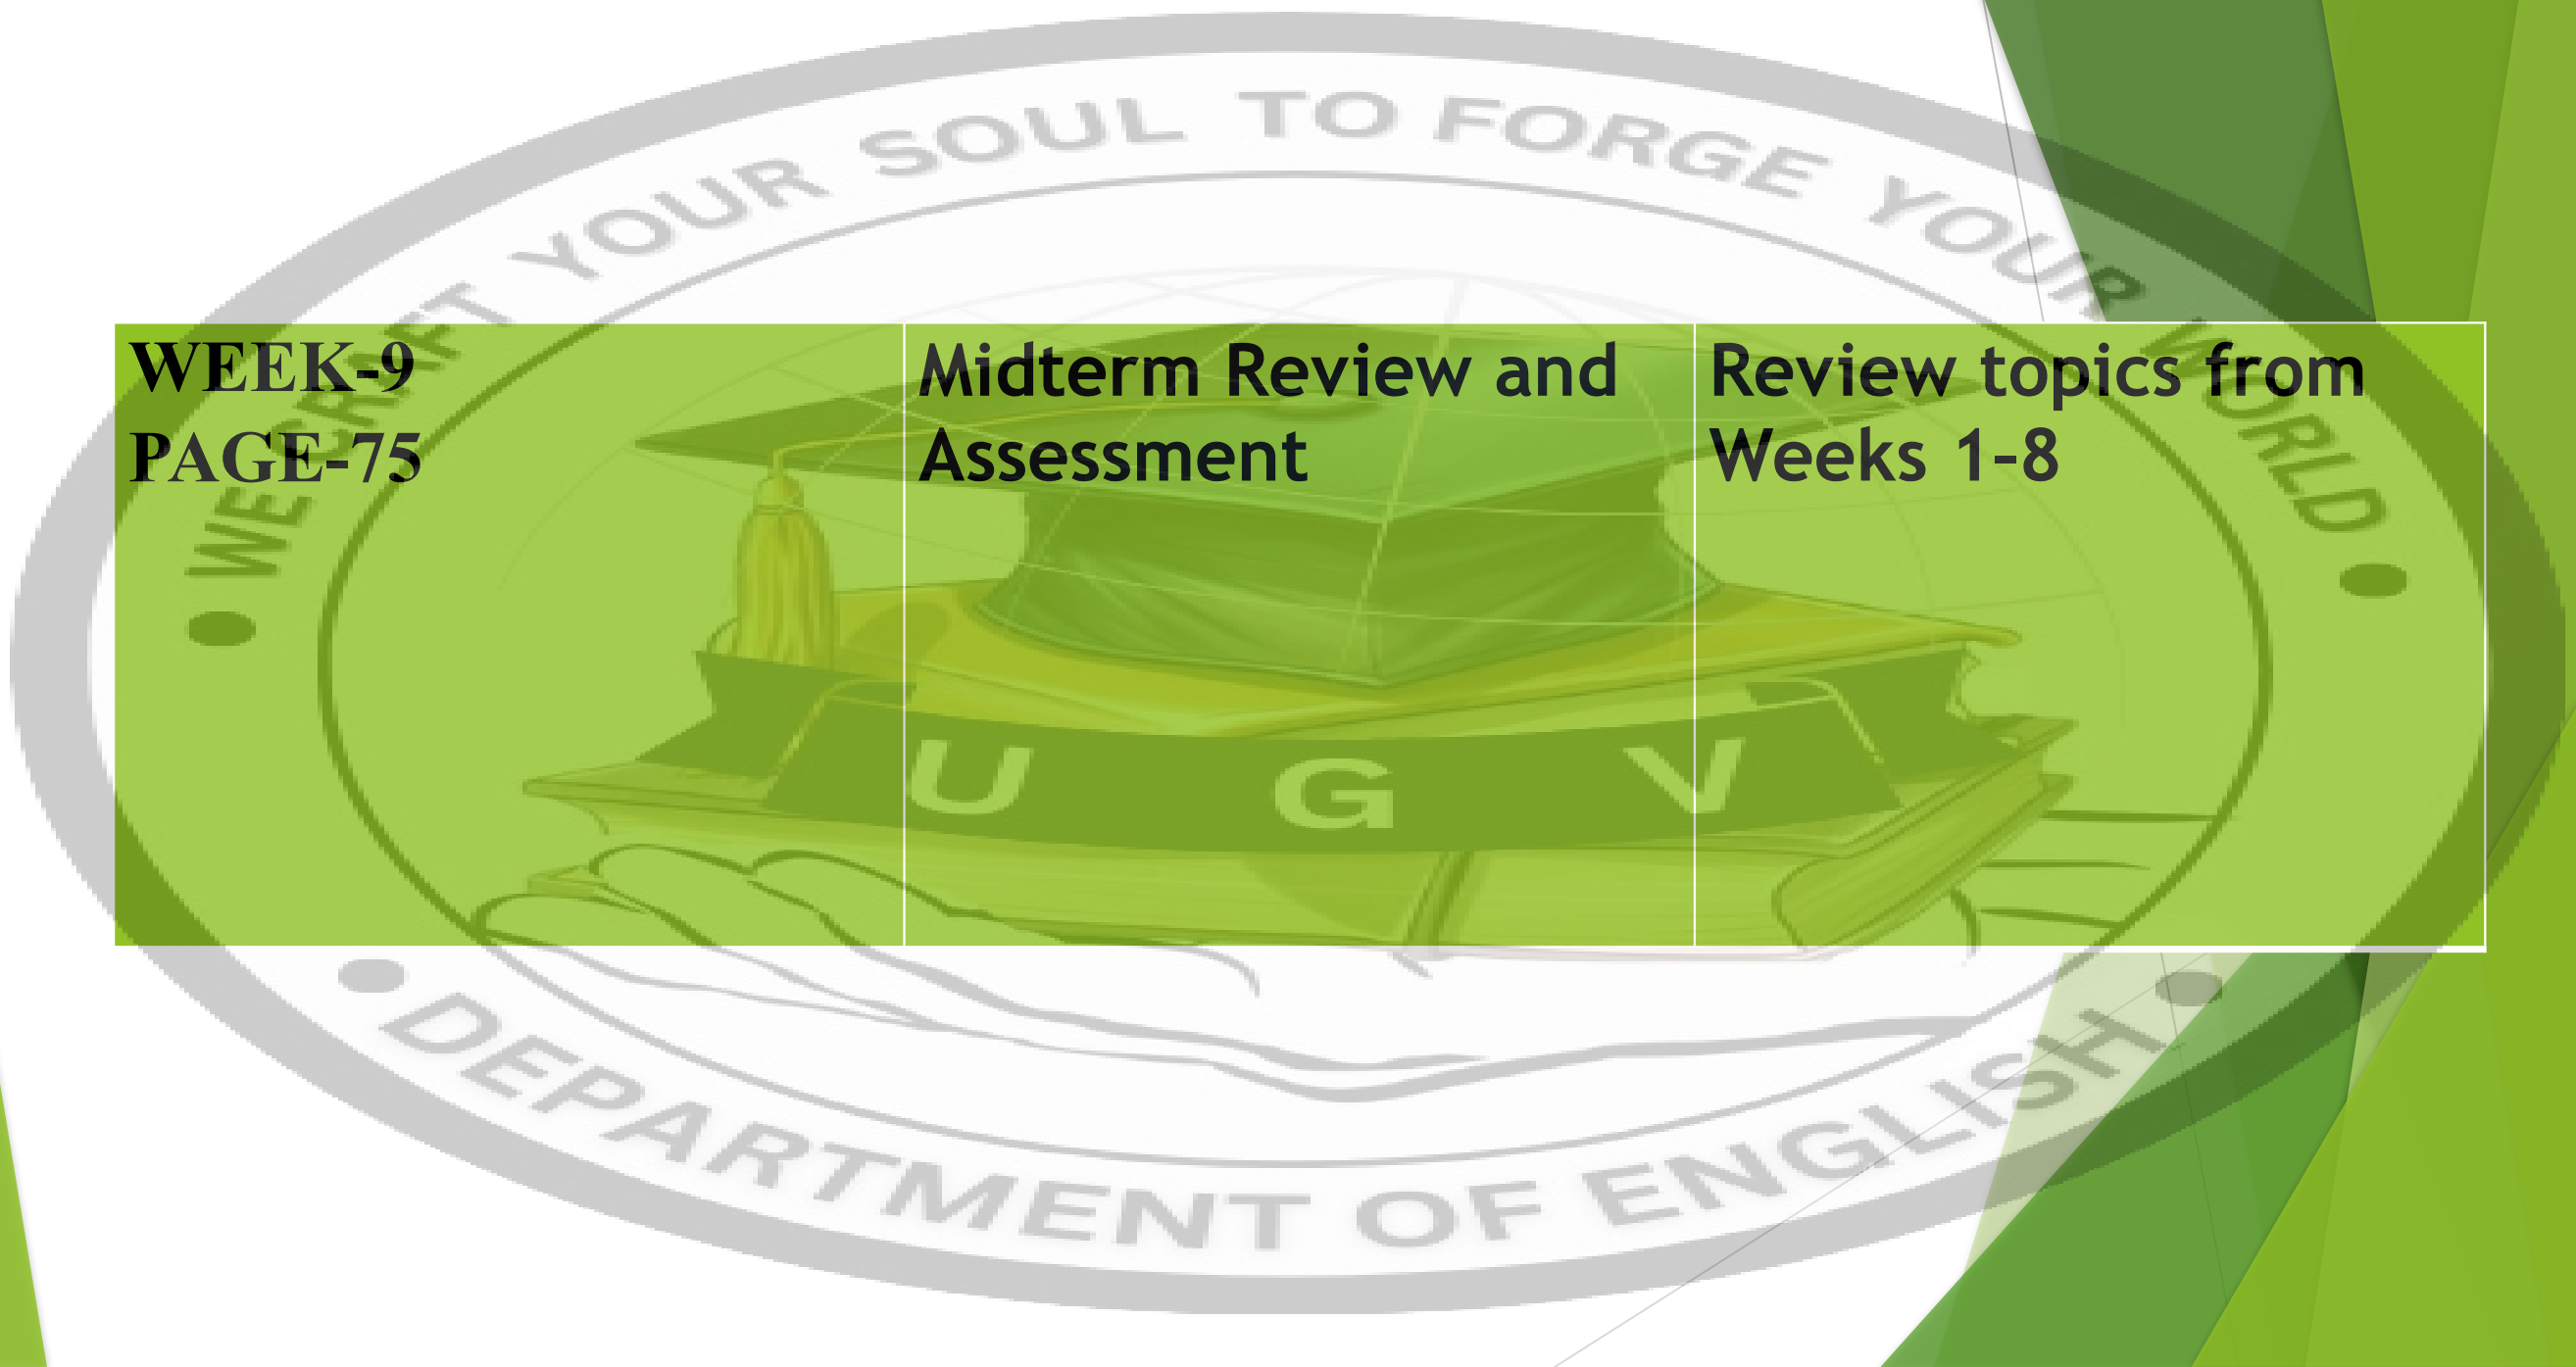 WE CRAFT YOUR SOUL TO FORGE YOUR WORLD
WEEK-9
PAGE-75
Midterm Review and
Assessment
Review topics from
Weeks 1-8
U G V
DEPARTMENT OF ENGLISH